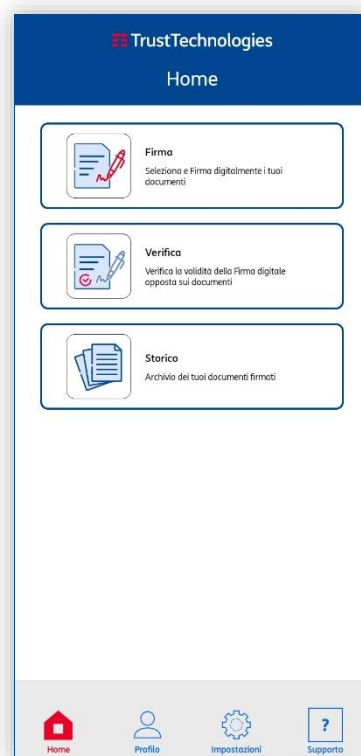 TrustTechnologies
Home
Firma
Seleziona e Firma digitalmente i tuoi
documenti
Verifica
Verifica la validità della Firma digitale
apposta sui documenti
Storico
Archivio dei tuoi documenti firmati
?
Home Profilo Impostazioni Supporto